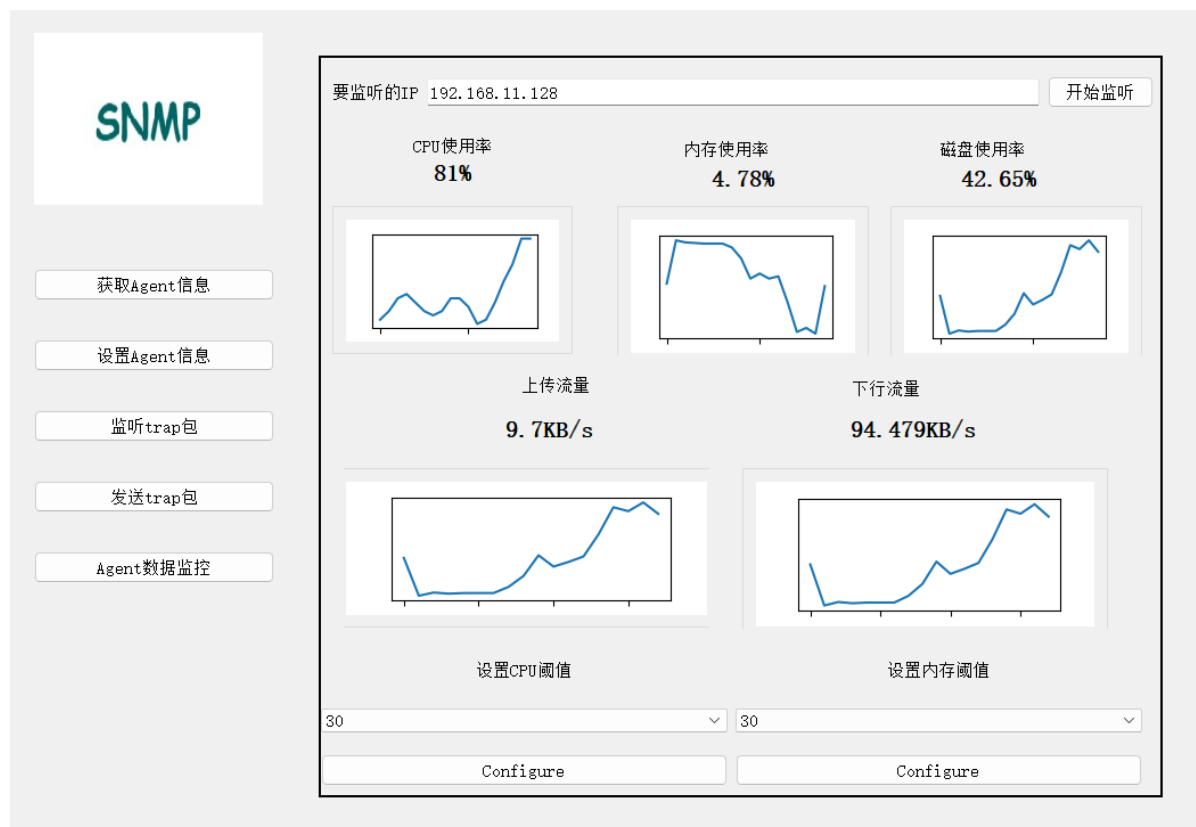 SNMP
获取Agent信息
设置Agent信息
监听trap包
发送trap包
Agent数据监控
要监听的IP 192.168.11.128 开始监听
CPU使用率 内存使用率 磁盘使用率
81% 4.78% 42.65%
上传流量 下行流量
9.7KB/s 94.479KB/s
设置CPU阈值 设置内存阈值
30 30
Configure Configure